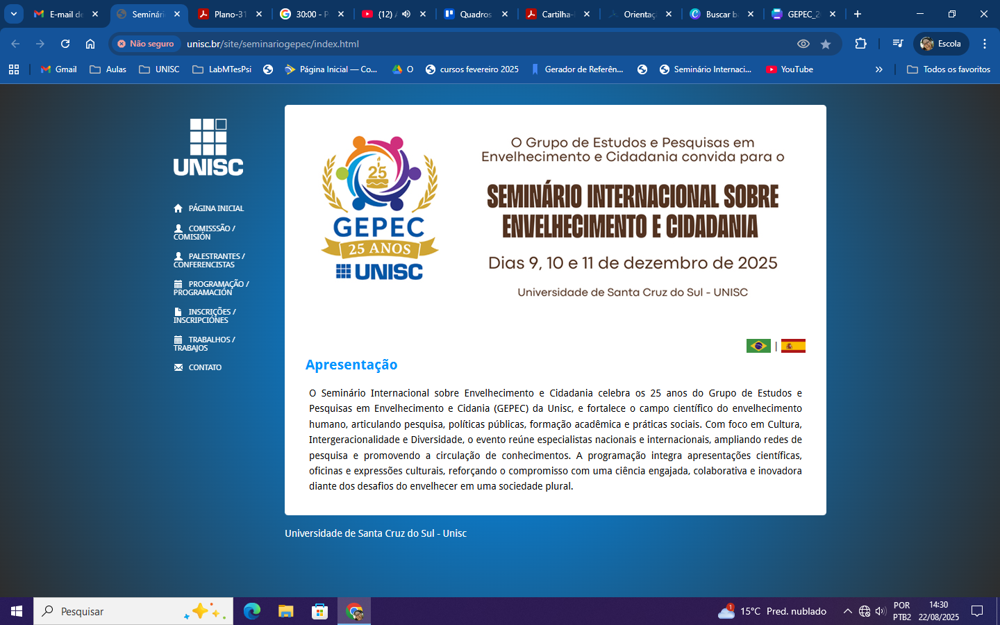 E-mail de
Seminári
Plano-31
30:00 - P
(12)
Quadros
Cartilha-
Orientaç
Buscar b
GEPEC_2
Não seguro
unisc.br/site/seminariogepec/index.html
Escola
Gmail
Aulas
UNISC
LabMTesPsi
Página Inicial — Co...
O
cursos fevereiro 2025
Gerador de Referên...
Seminário Internaci...
YouTube
Todos os favoritos
UNISC
PÁGINA INICIAL
COMISSSÃO /
COMISIÓN
PALESTRANTES /
CONFERENCISTAS
PROGRAMAÇÃO /
PROGRAMACIÓN
INSCRIÇÕES /
INSCRIPCIÓNES
TRABALHOS /
TRABAJOS
CONTATO
25
GEPEC
25 ANOS
UNISC
O Grupo de Estudos e Pesquisas em
Envelhecimento e Cidadania convida para o
SEMINÁRIO INTERNACIONAL SOBRE
ENVELHECIMENTO E CIDADANIA
Dias 9, 10 e 11 de dezembro de 2025
Universidade de Santa Cruz do Sul - UNISC
|
Apresentação
O Seminário Internacional sobre Envelhecimento e Cidadania celebra os 25 anos do Grupo de Estudos e
Pesquisas em Envelhecimento e Cidania (GEPEC) da Unisc, e fortalece o campo científico do envelhecimento
humano, articulando pesquisa, políticas públicas, formação acadêmica e práticas sociais. Com foco em Cultura,
Intergeracionalidade e Diversidade, o evento reúne especialistas nacionais e internacionais, ampliando redes de
pesquisa e promovendo a circulação de conhecimentos. A programação integra apresentações científicas,
oficinas e expressões culturais, reforçando o compromisso com uma ciência engajada, colaborativa e inovadora
diante dos desafios do envelhecer em uma sociedade plural.
Universidade de Santa Cruz do Sul - Unisc
Pesquisar
1
15°C Pred. nublado
POR
PTB2
14:30
22/08/2025